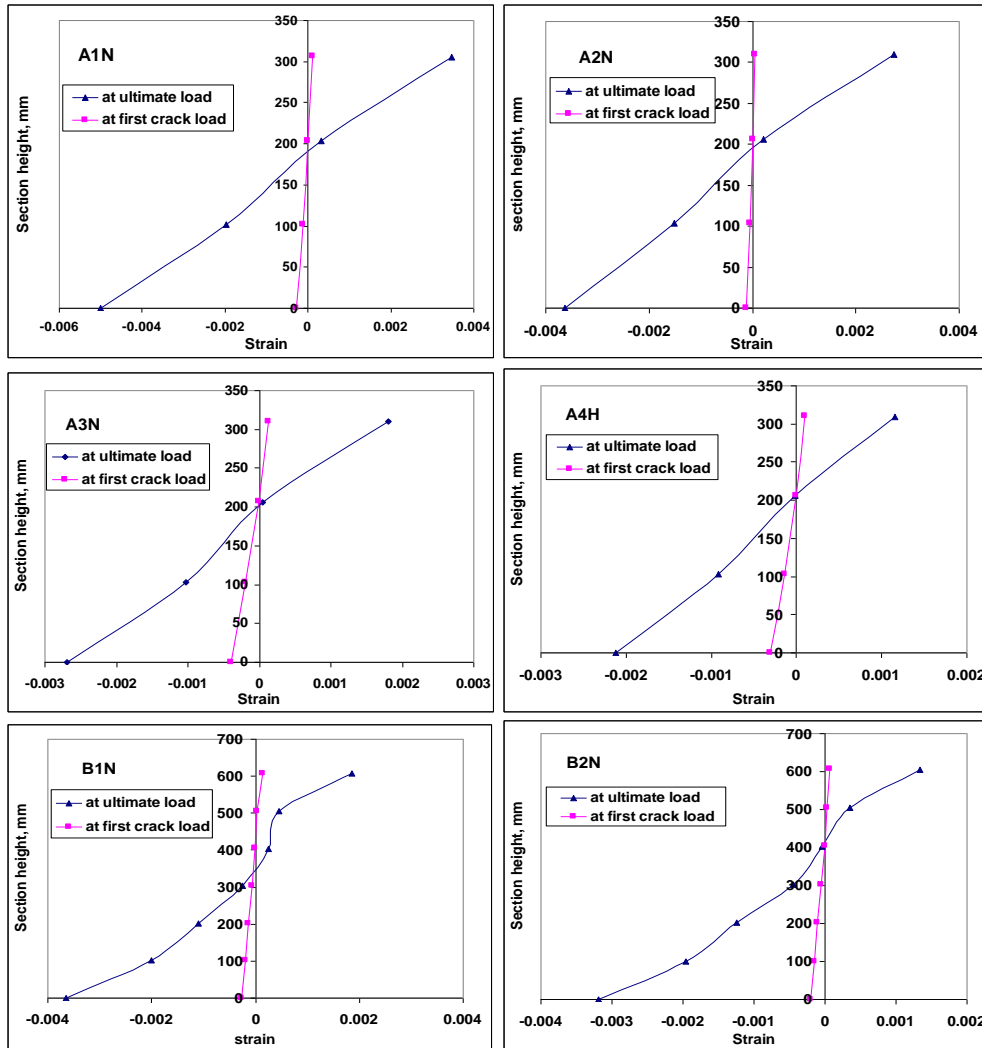 A1N
at ultimate load
at first crack load
Section height, mm
350
300
250
200
150
100
50
0
-0.006 -0.004 -0.002 0 0.002 0.004
Strain
A2N
at ultimate load
at first crack load
section height, mm
350
300
250
200
150
100
50
0
-0.004 -0.002 0 0.002 0.004
Strain
A3N
at ultimate load
at first crack load
Section height, mm
350
300
250
200
150
100
50
0
-0.003 -0.002 -0.001 0 0.001 0.002 0.003
Strain
A4H
at ultimate load
at first crack load
Section height, mm
350
300
250
200
150
100
50
0
-0.003 -0.002 -0.001 0 0.001 0.002
Strain
B1N
at ultimate load
at first crack load
Section height, mm
700
600
500
400
300
200
100
0
-0.004 -0.002 0 0.002 0.004
strain
B2N
at ultimate load
at first crack load
Section height, mm
700
600
500
400
300
200
100
0
-0.004 -0.003 -0.002 -0.001 0 0.001 0.002
Strain